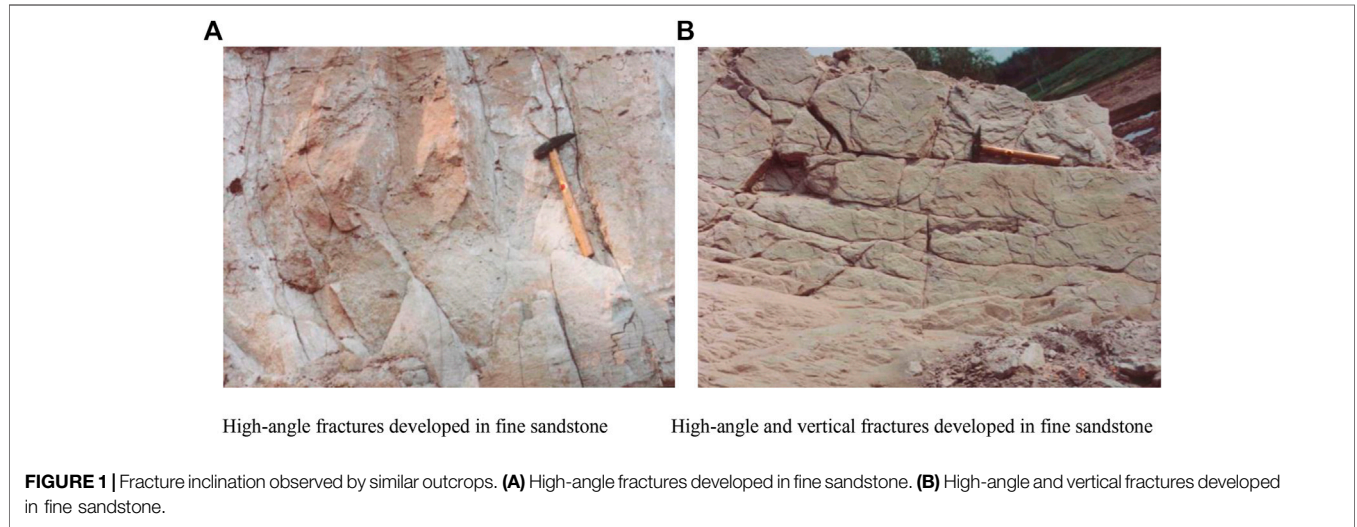 A
B
High-angle fractures developed in fine sandstone
High-angle and vertical fractures developed in fine sandstone
FIGURE 1 | Fracture inclination observed by similar outcrops. (A) High-angle fractures developed in fine sandstone. (B) High-angle and vertical fractures developed
in fine sandstone.